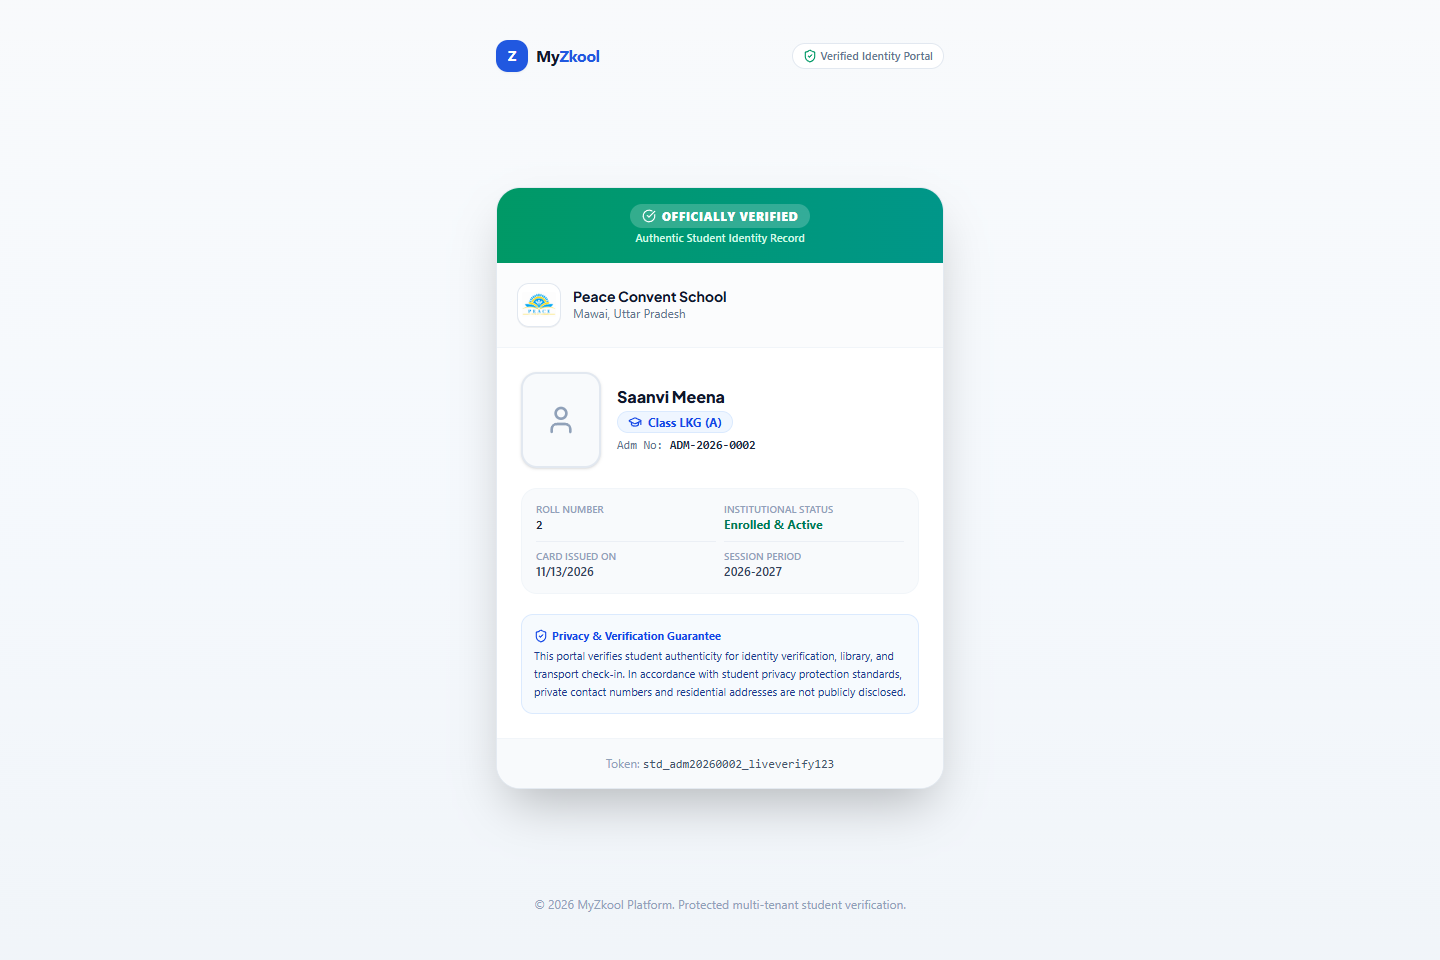 Z MyZkool
Verified Identity Portal
OFFICIALLY VERIFIED
Authentic Student Identity Record
PEACE
Peace Convent School
Mawai, Uttar Pradesh
Saanvi Meena
Class LKG (A)
Adm No: ADM-2026-0002
ROLL NUMBER
2
INSTITUTIONAL STATUS
Enrolled & Active
CARD ISSUED ON
11/13/2026
SESSION PERIOD
2026-2027
Privacy & Verification Guarantee
This portal verifies student authenticity for identity verification, library, and
transport check-in. In accordance with student privacy protection standards,
private contact numbers and residential addresses are not publicly disclosed.
Token: std_adm20260002_liveverify123
© 2026 MyZkool Platform. Protected multi-tenant student verification.